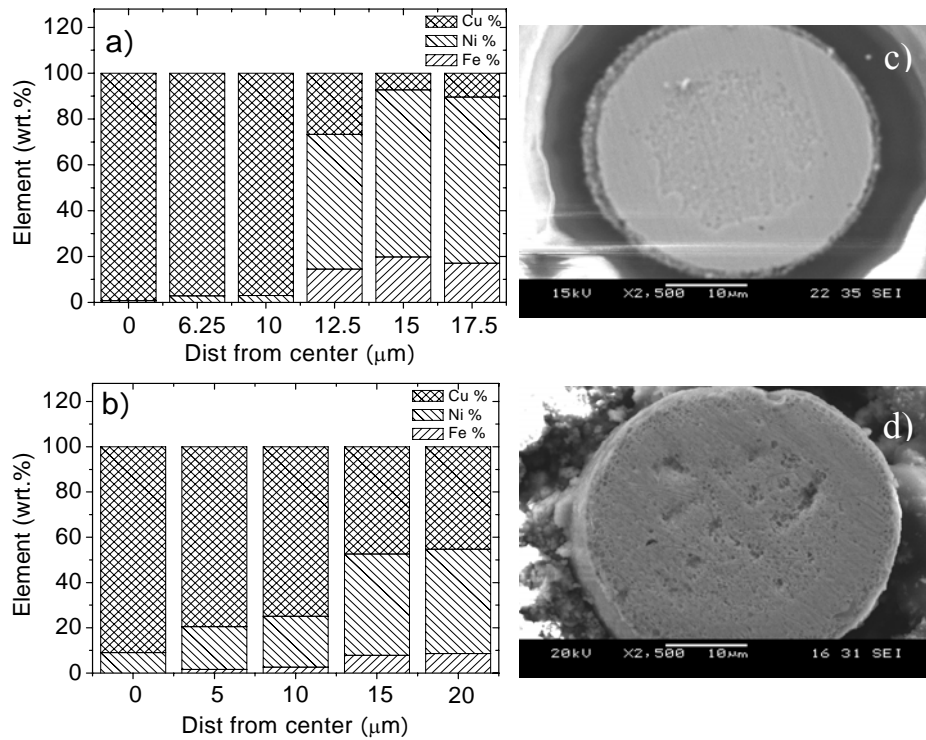 a)
Cu %
Ni %
Fe %
120
100
80
60
40
20
0
Element (wrt.%)
0 6.25 10 12.5 15 17.5
Dist from center (μm)
c)
15kV X2,500 10μm 22 35 SEI
b)
Cu %
Ni %
Fe %
120
100
80
60
40
20
0
Element (wrt.%)
0 5 10 15 20
Dist from center (μm)
d)
20kV X2,500 10μm 16 31 SEI